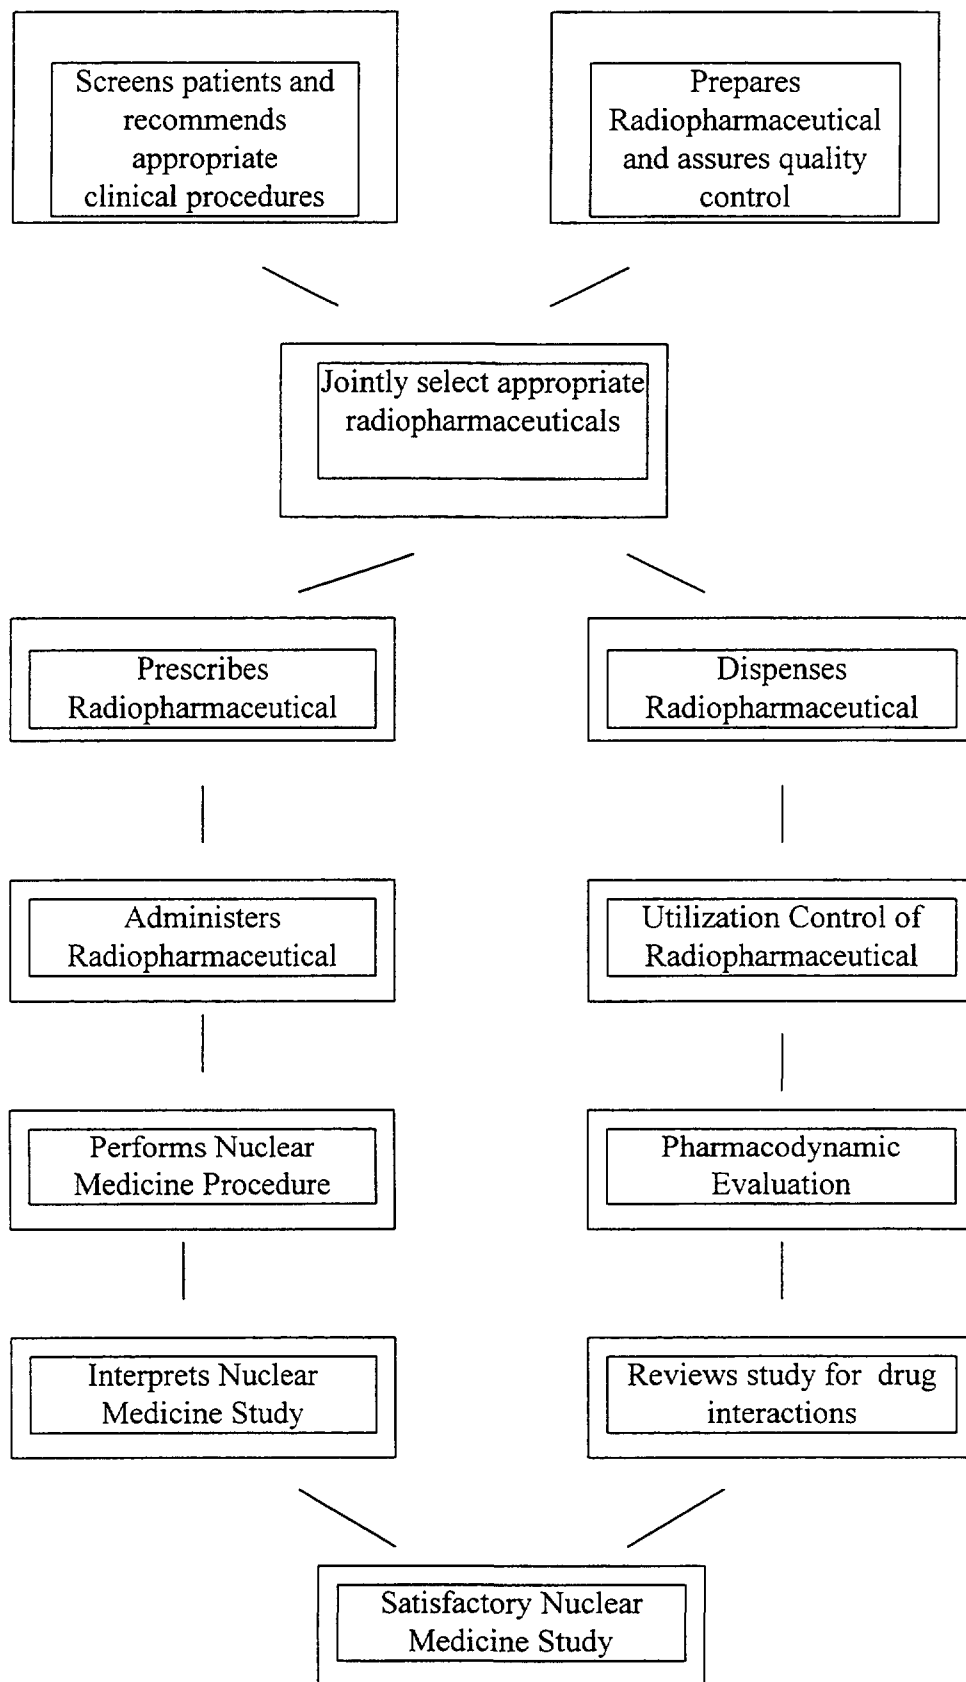 Screens patients and
recommends
appropriate
clinical procedures
Prepares
Radiopharmaceutical
and assures quality
control
Jointly select appropriate
radiopharmaceuticals
Prescribes
Radiopharmaceutical
Dispenses
Radiopharmaceutical
Administers
Radiopharmaceutical
Utilization Control of
Radiopharmaceutical
Performs Nuclear
Medicine Procedure
Pharmacodynamic
Evaluation
Interprets Nuclear
Medicine Study
Reviews study for drug
interactions
Satisfactory Nuclear
Medicine Study